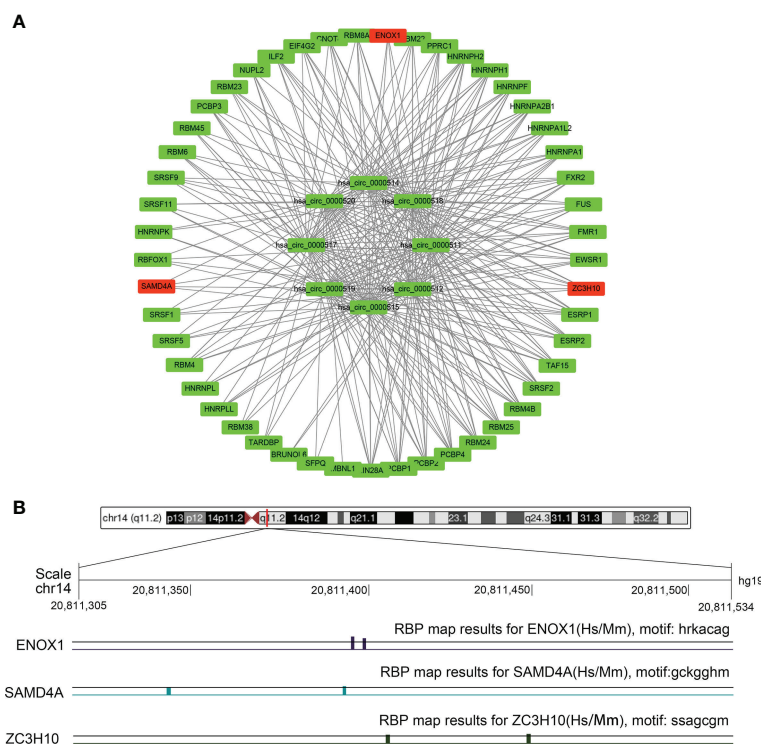 A
ENOX1
RBM8A
PPRC1
EIF4G2
HNRNPH2
ILF2
HNRNPH1
NUPL2
HNRNPF
RBM23
HNRNPA2B1
PCBP3
HNRNPA1L2
RBM45
HNRNPA1
RBM6
FXR2
SRSF9
FUS
SRSF11
FMR1
HNRNPK
EWSR1
RBFOX1
ZC3H10
SAMD4A
ESRP1
SRSF1
ESRP2
SRSF5
TAF15
RBM4
SRSF2
HNRNPL
RBM4B
HNRPLL
RBM25
RBM38
RBM24
TARDBP
PCBP4
BRUNOL6
PCBP2
SFPQ
PCBP1
MBNL1
LIN28A
hsa_circ_0000514
hsa_circ_0000520
hsa_circ_0000518
hsa_circ_0000517
hsa_circ_0000511
hsa_circ_0000519
hsa_circ_0000512
hsa_circ_0000515
B
chr14 (q11.2) p13 p12 14p11.2 q11.2 14q12 q21.1 23.1 q24.3 31.1 31.3 q32.2
Scale
chr14
hg19
20,811,305
20,811,350
20,811,400
20,811,450
20,811,500
20,811,534
RBP map results for ENOX1(Hs/Mm), motif: hrkacag
ENOX1
RBP map results for SAMD4A(Hs/Mm), motif:gckgghm
SAMD4A
RBP map results for ZC3H10(Hs/Mm), motif: ssagcgm
ZC3H10